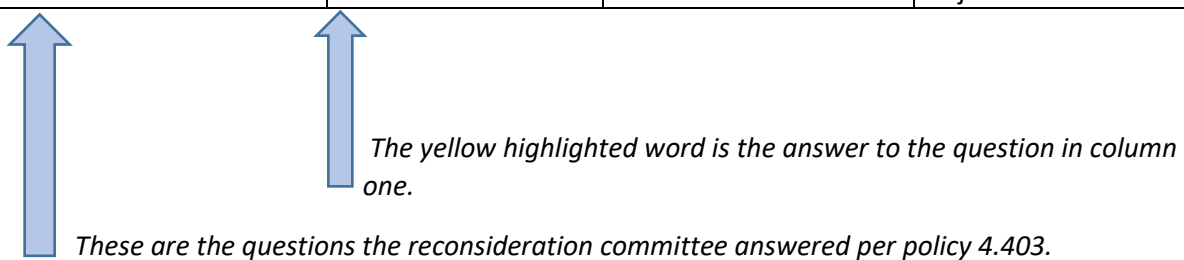 The yellow highlighted word is the answer to the question in column
one.
These are the questions the reconsideration committee answered per policy 4.403.